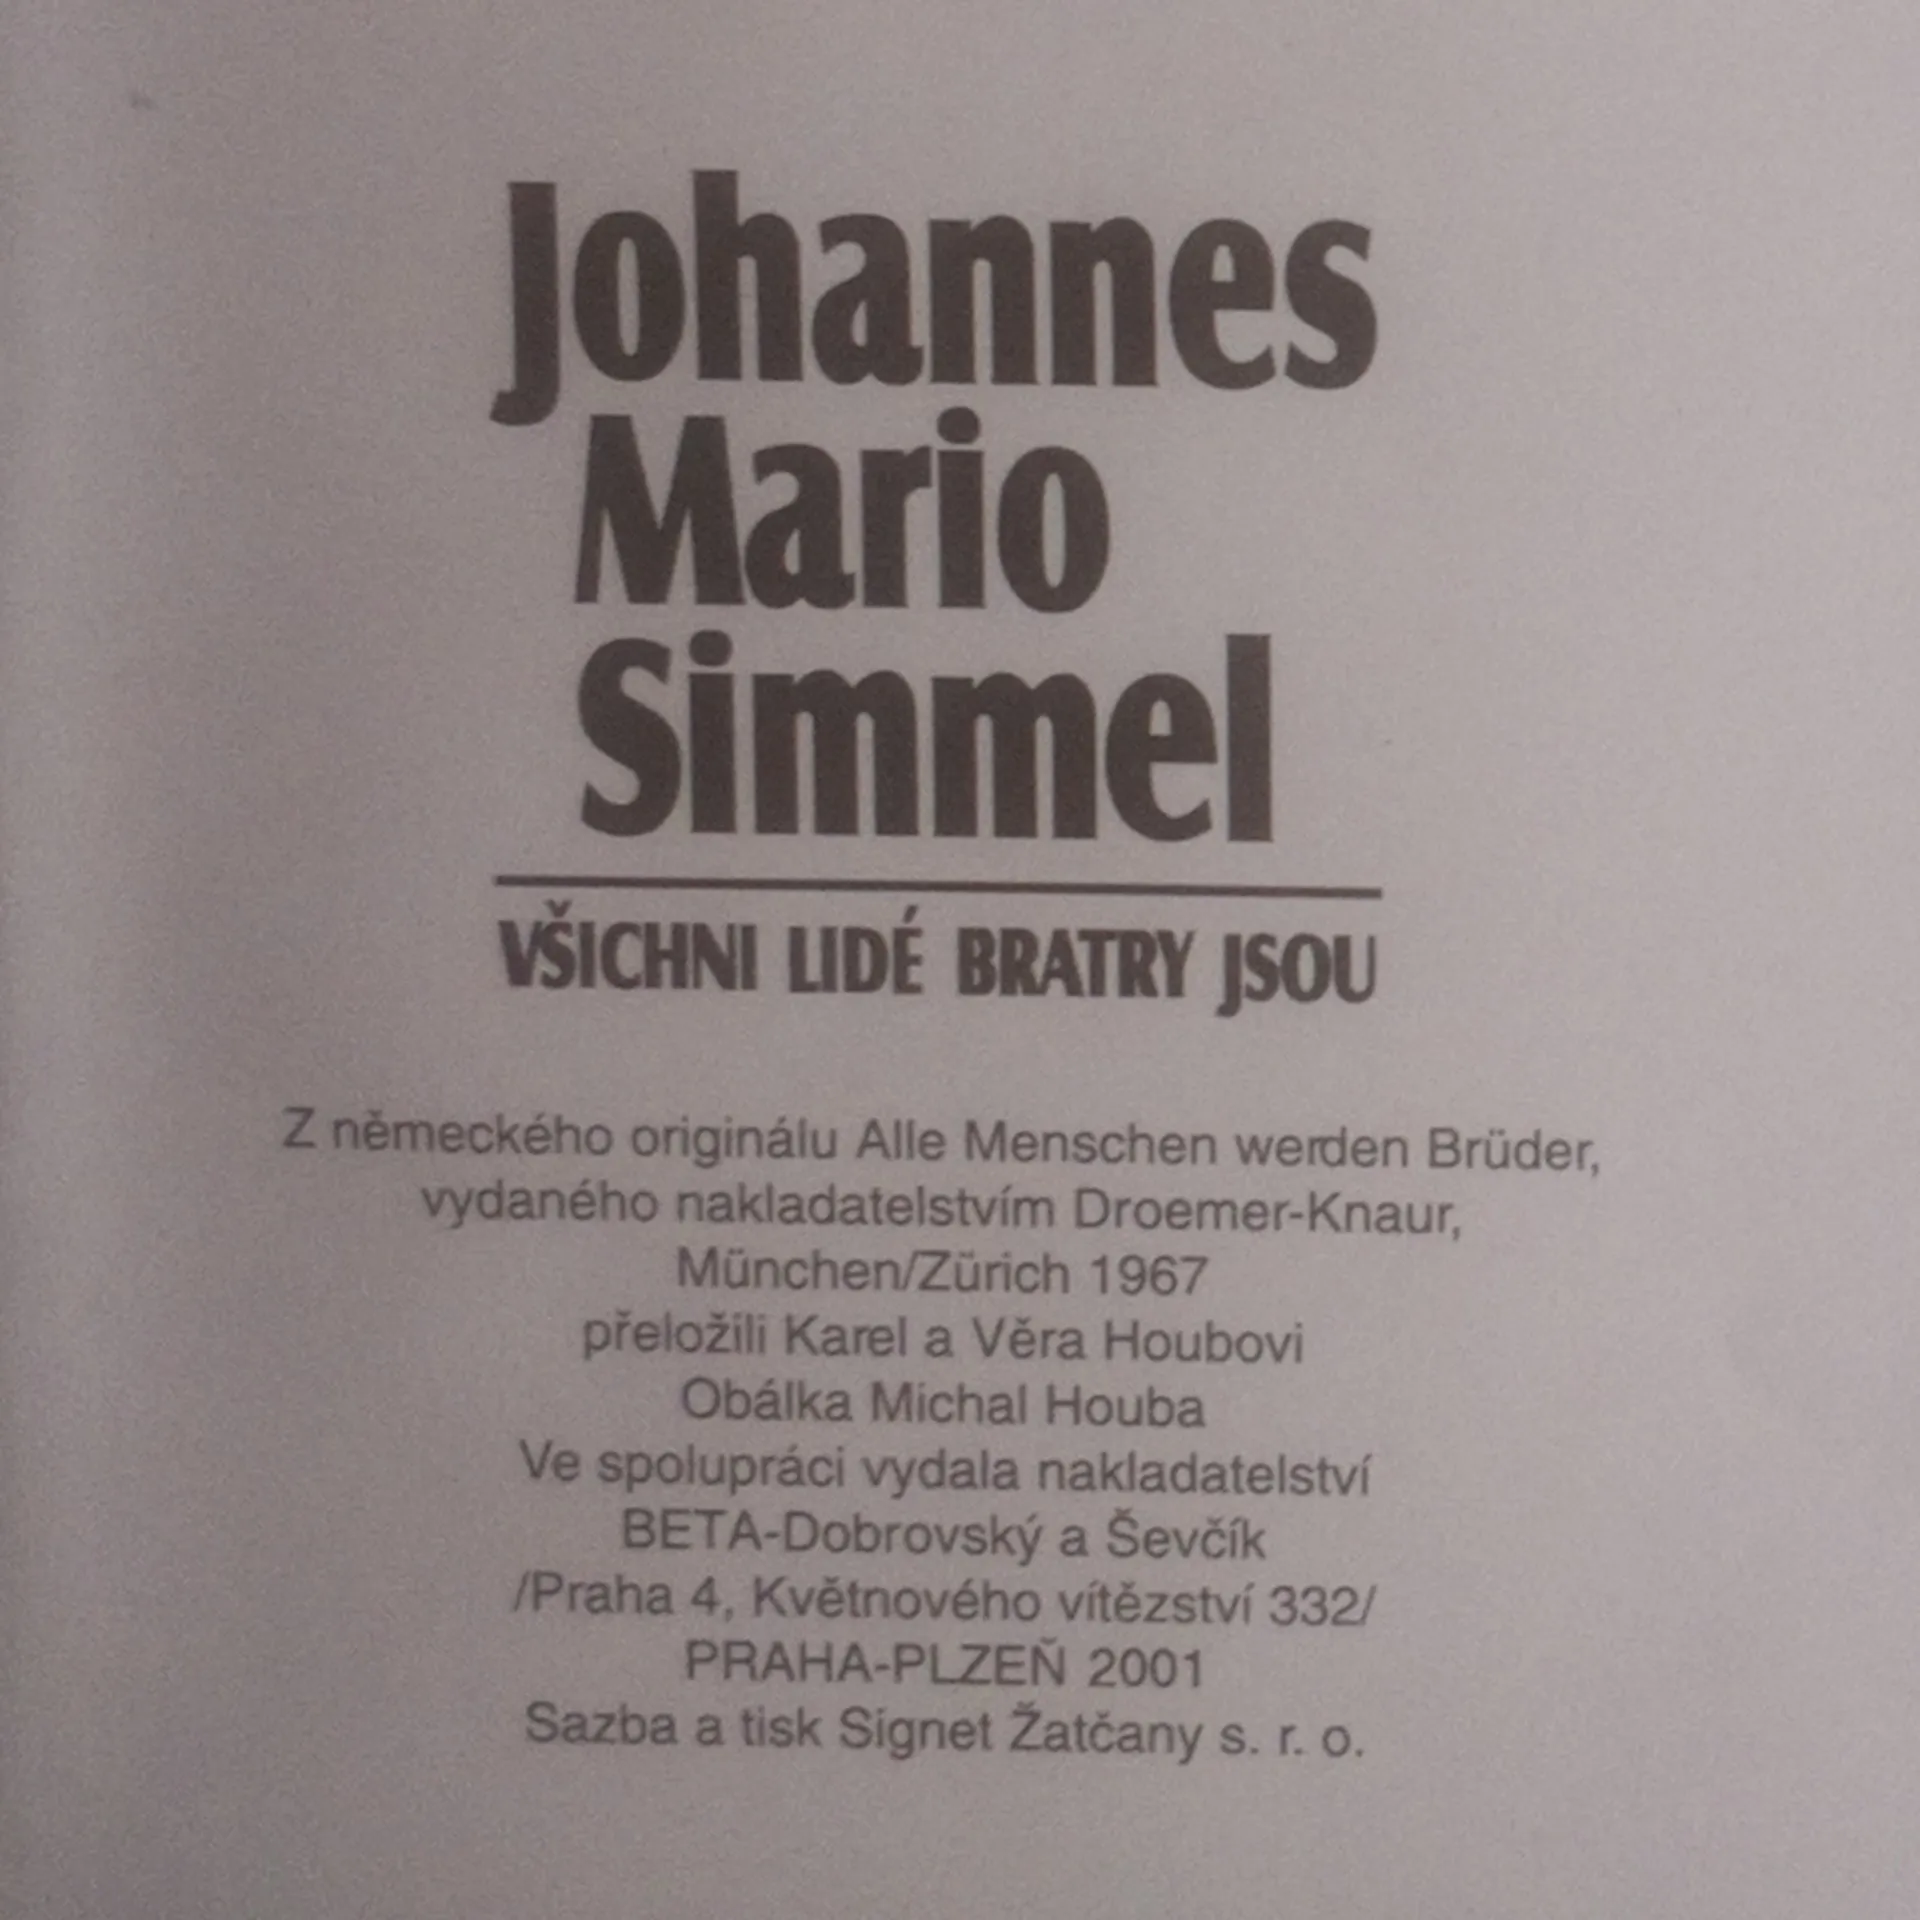 Johannes
Mario
Simmel
VŠICHNI LIDÉ BRATRY JSOU
Z německého originálu Alle Menschen werden Brüder,
vydaného nakladatelstvím Droemer-Knaur,
München/Zürich 1967
přeložili Karel a Věra Houbovi
Obálka Michal Houba
Ve spolupráci vydala nakladatelství
BETA-Dobrovský a Ševčík
/Praha 4, Květnového vítězství 332/
PRAHA-PLZEŇ 2001
Sazba a tisk Signet Žatčany s. r. o.